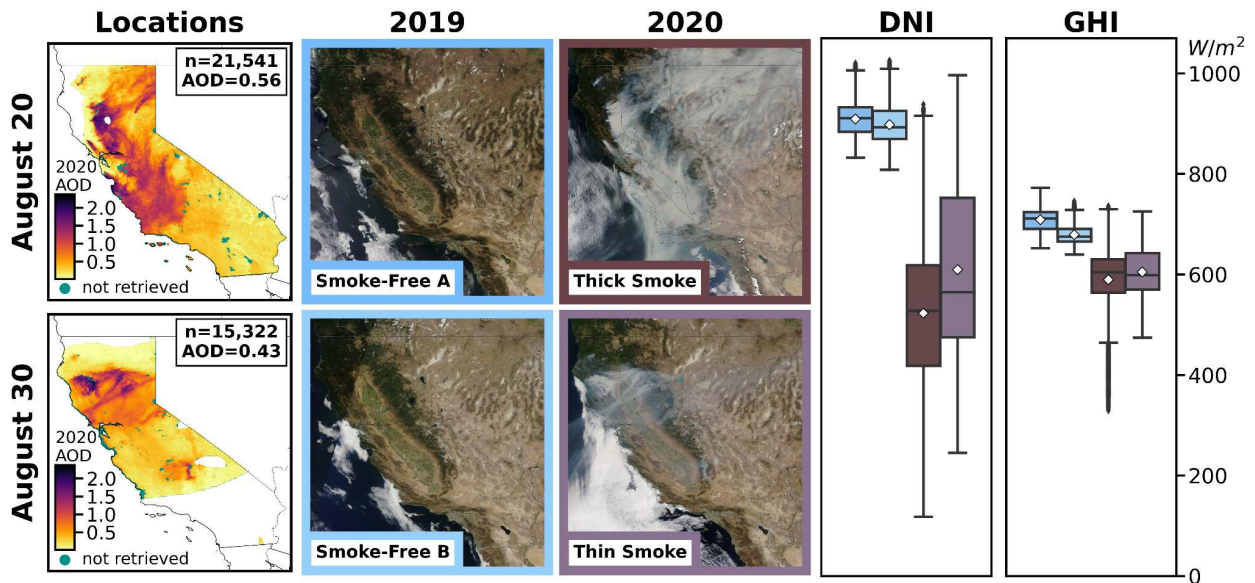 Locations
2019
2020
DNI
GHI
August 20
n=21,541
AOD=0.56
2020
AOD
2.0
1.5
1.0
0.5
not retrieved
Smoke-Free A
Thick Smoke
W/m²
1000
800
600
400
200
0
August 30
n=15,322
AOD=0.43
2020
AOD
2.0
1.5
1.0
0.5
not retrieved
Smoke-Free B
Thin Smoke